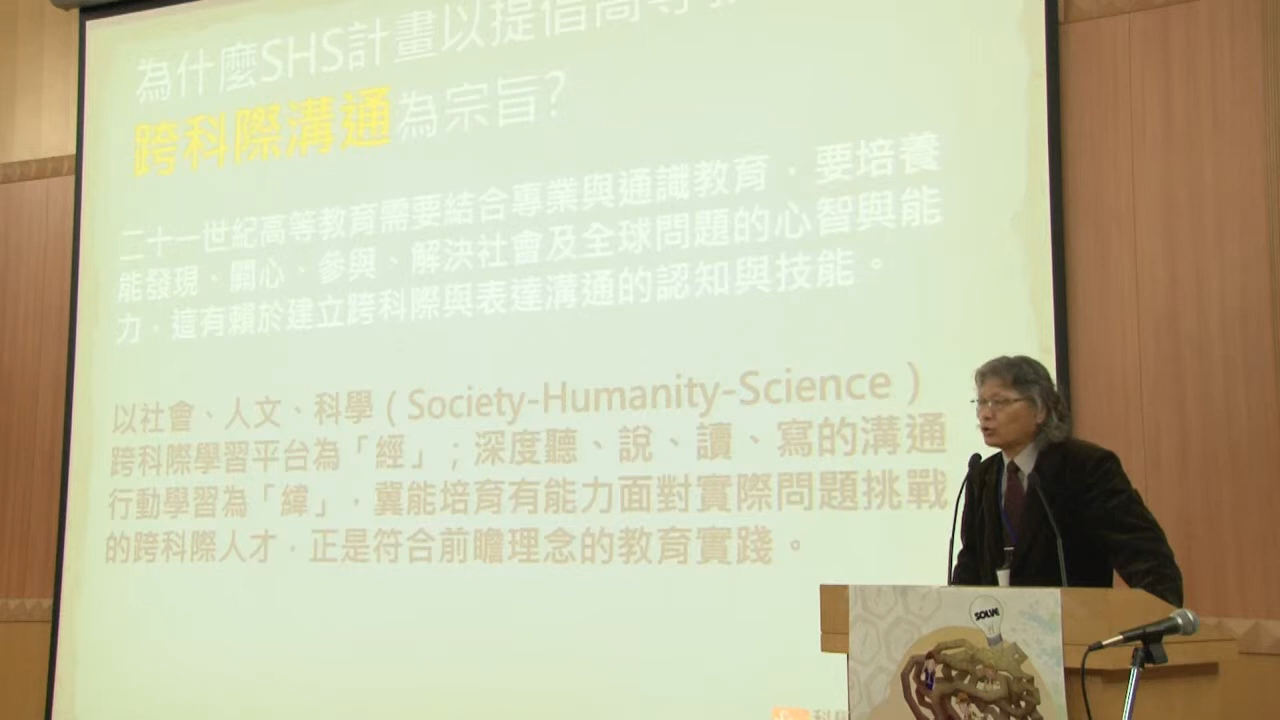 為什麼SHS計畫以提倡高等教
跨科際溝通為宗旨?
二十一世紀高等教育需要結合專業與通識教育，要培養
能發現、關心、參與、解決社會及全球問題的心智與能
力，這有賴於建立跨科際與表達溝通的認知與技能。
以社會、人文、科學（Society-Humanity-Science）
跨科際學習平台為「經」；深度聽、說、讀、寫的溝通
行動學習為「緯」，冀能培育有能力面對實際問題挑戰
的跨科際人才，正是符合前瞻理念的教育實踐。
SOLVE